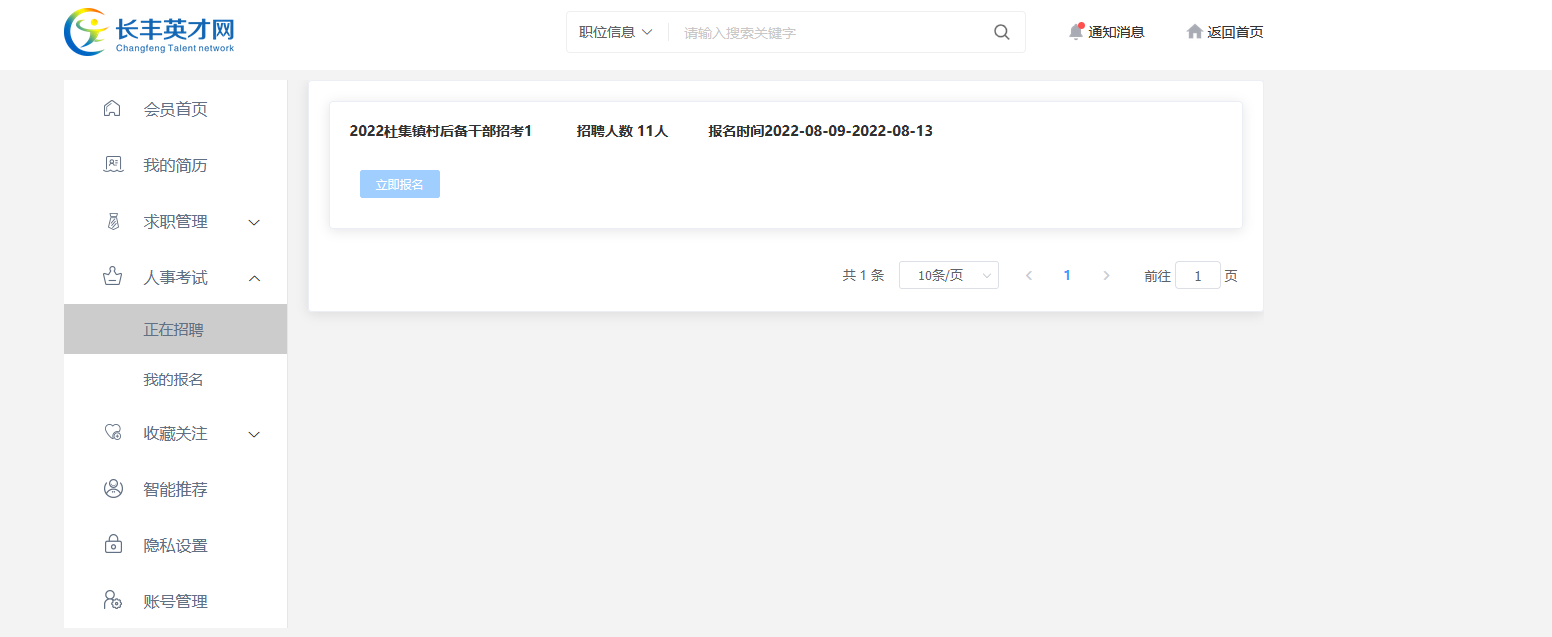 长丰英才网
Changfeng Talent network
职位信息 请输入搜索关键字 通知消息 返回首页
会员首页
我的简历
求职管理
人事考试
正在招聘
我的报名
收藏关注
智能推荐
隐私设置
账号管理
2022杜集镇村后备干部招考1 招聘人数 11人 报名时间2022-08-09-2022-08-13
立即报名
共 1 条 10条/页 1 前往 1 页